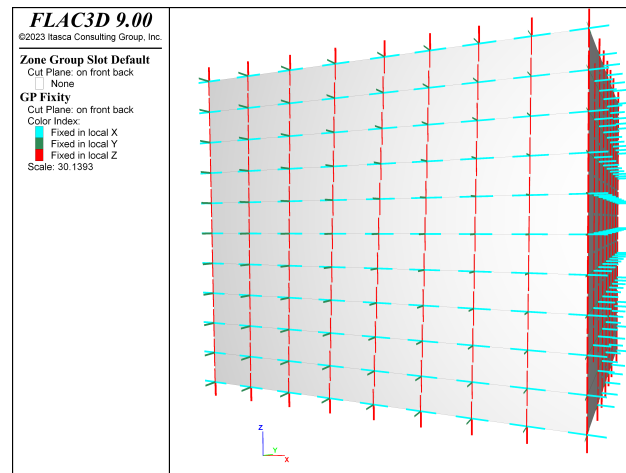 FLAC3D 9.00
©2023 Itasca Consulting Group, Inc.
Zone Group Slot Default
Cut Plane: on front back
None
GP Fixity
Cut Plane: on front back
Color Index:
Fixed in local X
Fixed in local Y
Fixed in local Z
Scale: 30.1393
Z
Y
X